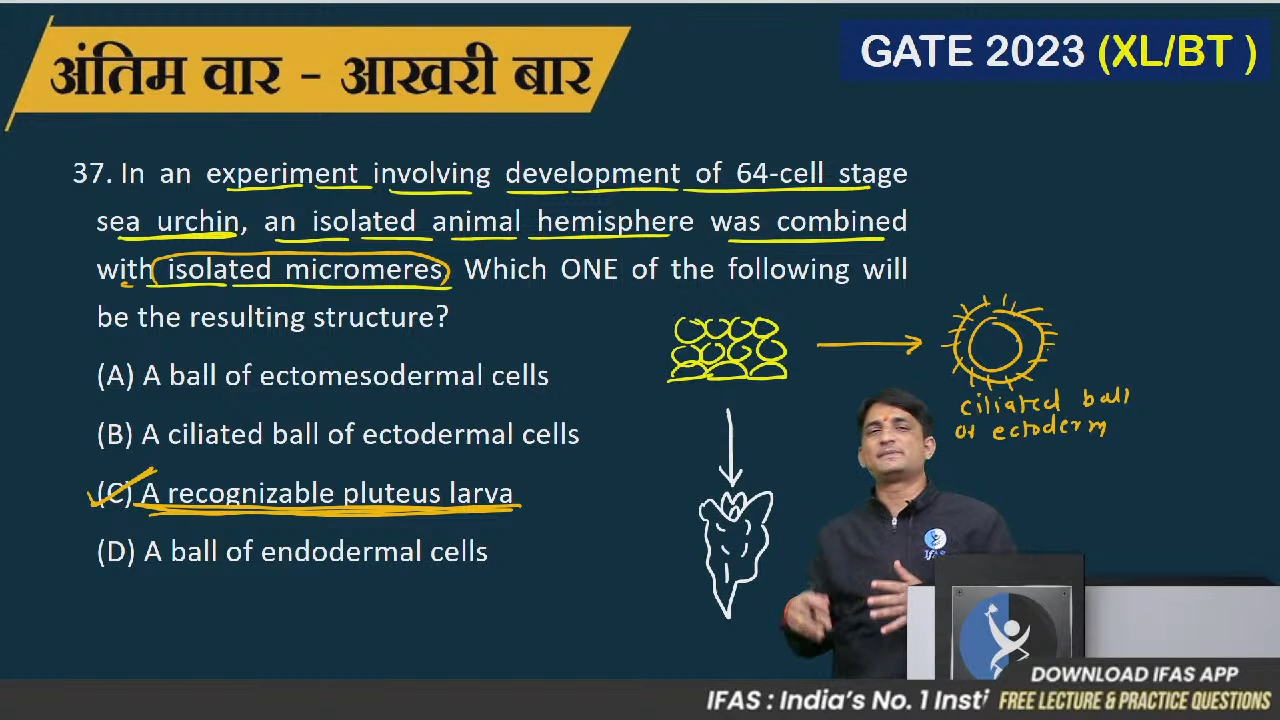 अंतिम वार - आखरी बार
GATE 2023 (XL/BT )
37. In an experiment involving development of 64-cell stage
sea urchin, an isolated animal hemisphere was combined
with isolated micromeres. Which ONE of the following will
be the resulting structure?
(A) A ball of ectomesodermal cells
(B) A ciliated ball of ectodermal cells
(C) A recognizable pluteus larva
(D) A ball of endodermal cells
ciliated ball
of ectoderm
IFAS
DOWNLOAD IFAS APP
IFAS : India's No. 1 Insti
FREE LECTURE & PRACTICE QUESTIONS